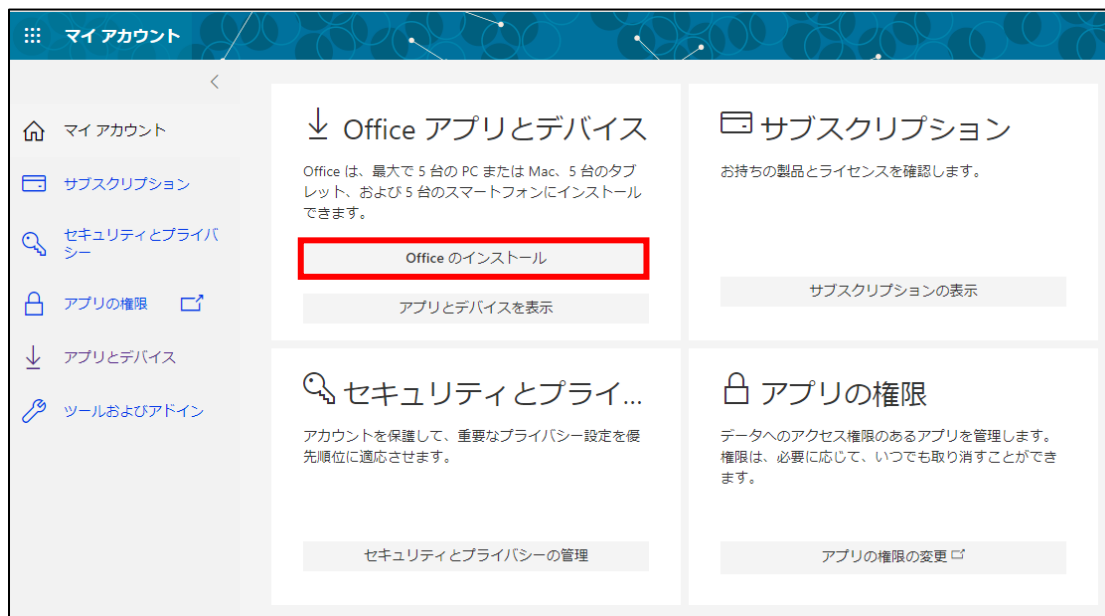 マイ アカウント
マイ アカウント
サブスクリプション
セキュリティとプライバ
シー
アプリの権限
アプリとデバイス
ツールおよびアドイン
Office アプリとデバイス
Office は、最大で 5 台の PC または Mac、5 台のタブ
レット、および 5 台のスマートフォンにインストール
できます。
Office のインストール
アプリとデバイスを表示
サブスクリプション
お持ちの製品とライセンスを確認します。
サブスクリプションの表示
セキュリティとプライ...
アカウントを保護して、重要なプライバシー設定を優
先順位に適応させます。
セキュリティとプライバシーの管理
アプリの権限
データへのアクセス権限のあるアプリを管理します。
権限は、必要に応じて、いつでも取り消すことができ
ます。
アプリの権限の変更